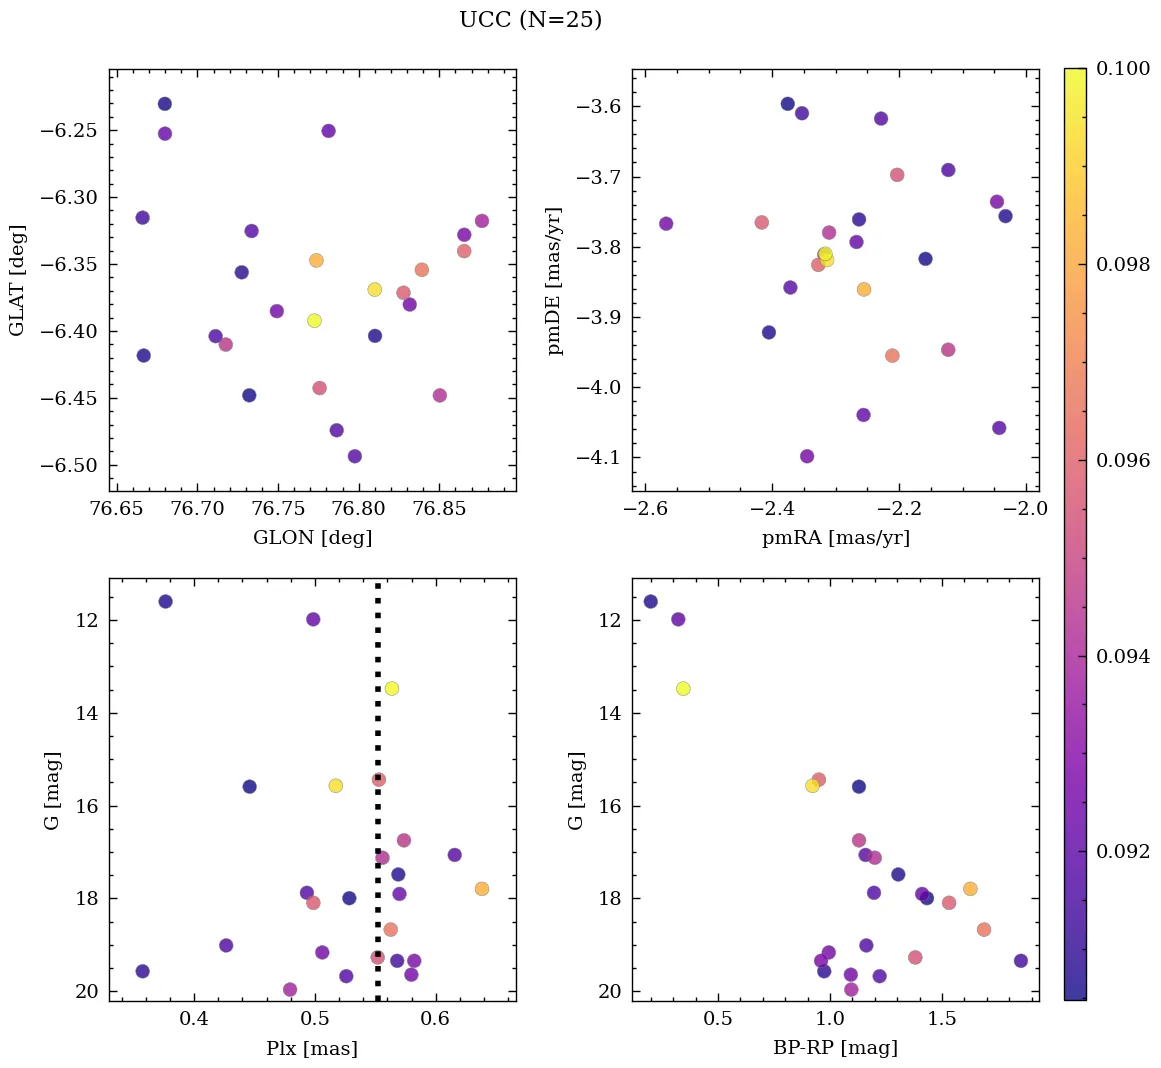 UCC (N=25)
−6.25
−6.30
−6.35
−6.40
−6.45
−6.50
GLAT [deg]
76.65 76.70 76.75 76.80 76.85
GLON [deg]
−3.6
−3.7
−3.8
−3.9
−4.0
−4.1
pmDE [mas/yr]
−2.6 −2.4 −2.2 −2.0
pmRA [mas/yr]
0.100
0.098
0.096
0.094
0.092
12
14
16
18
20
G [mag]
0.4 0.5 0.6
Plx [mas]
12
14
16
18
20
G [mag]
0.5 1.0 1.5
BP-RP [mag]